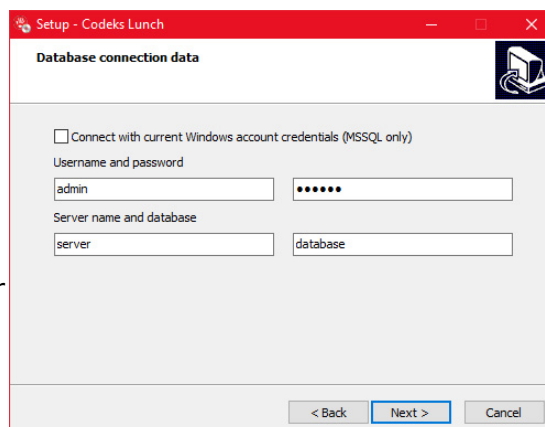 Setup - Codeks Lunch
Database connection data
Connect with current Windows account credentials (MSSQL only)
Username and password
admin ••••••
Server name and database
server database
r
< Back Next > Cancel